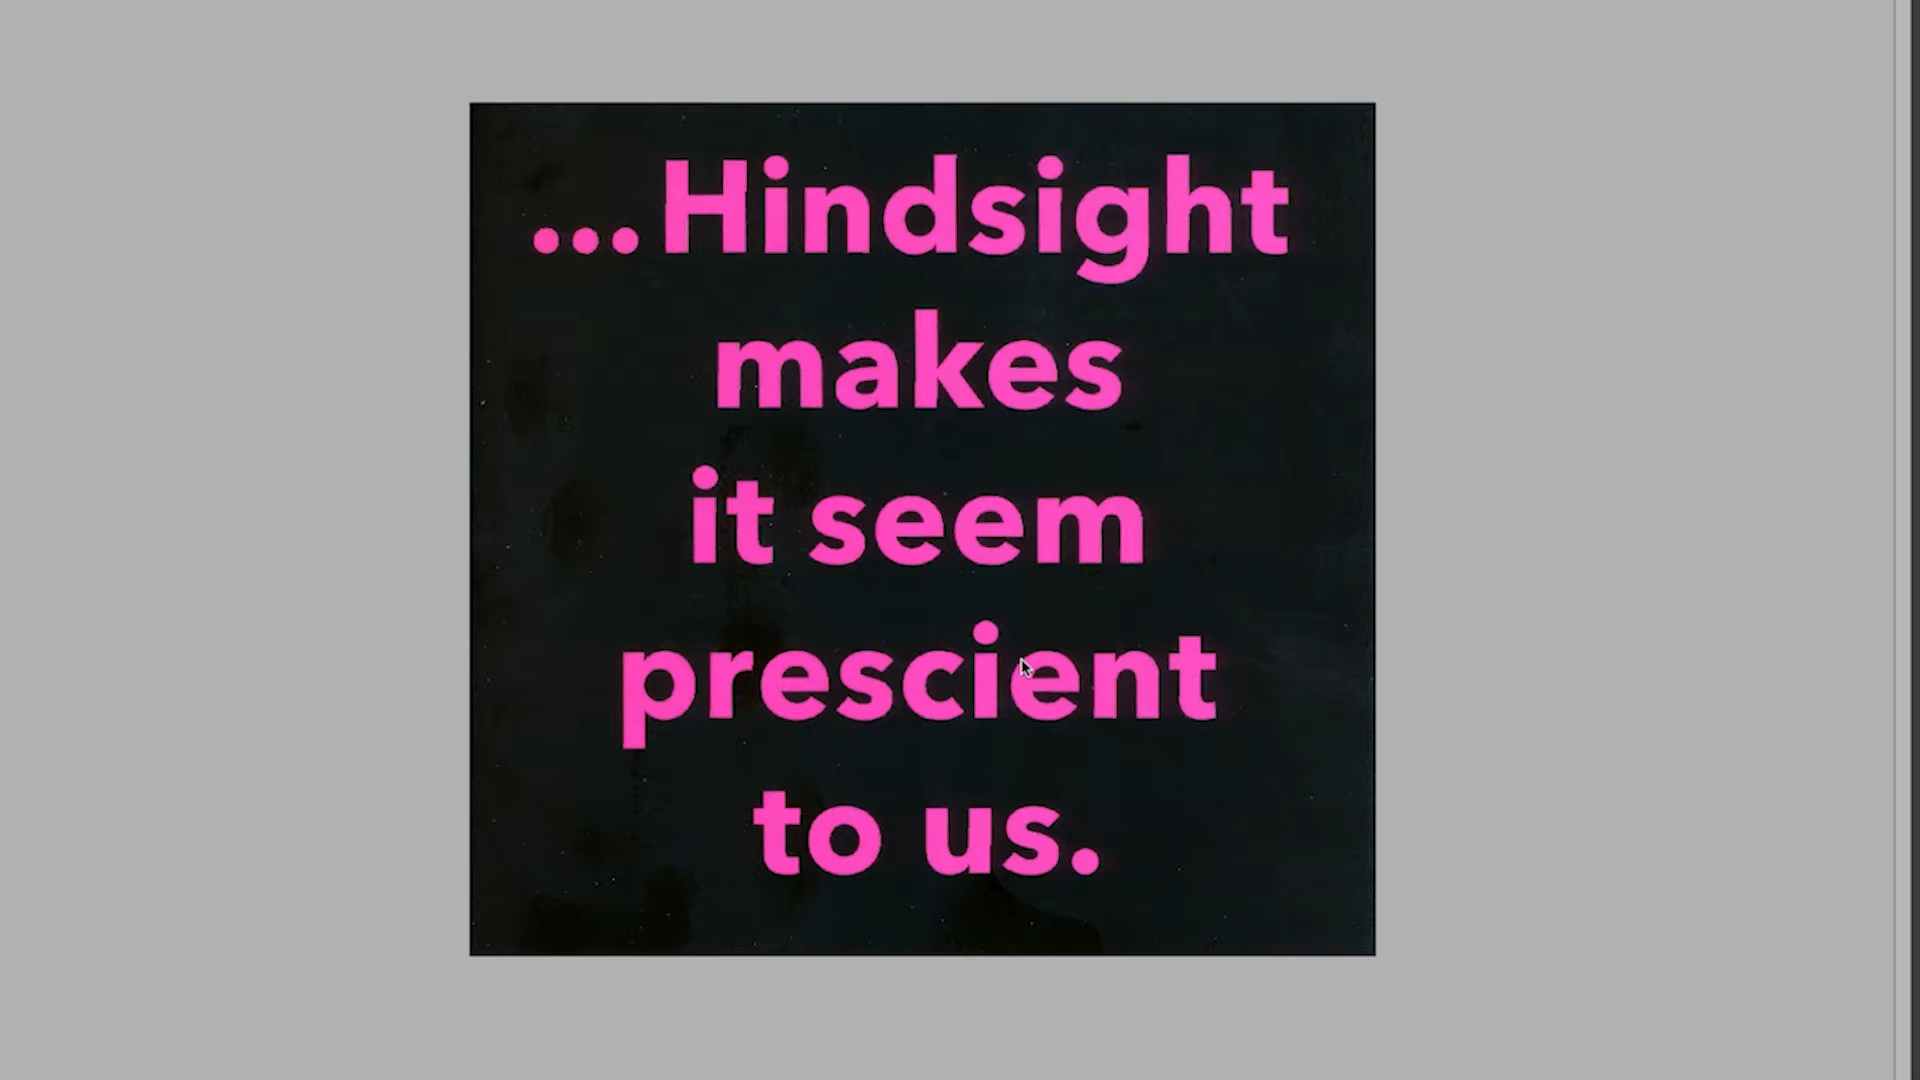 ...Hindsight
makes
it seem
prescient
to us.